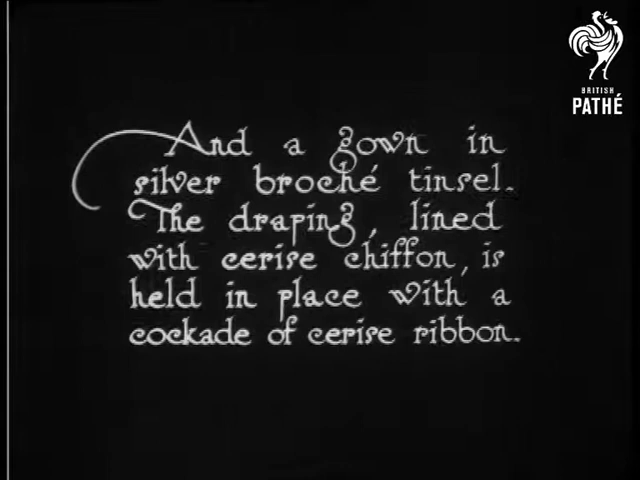 BRITISH
PATHÉ
And a gown in
silver broché tinsel.
The draping, lined
with cerise chiffon, is
held in place with a
cockade of cerise ribbon.